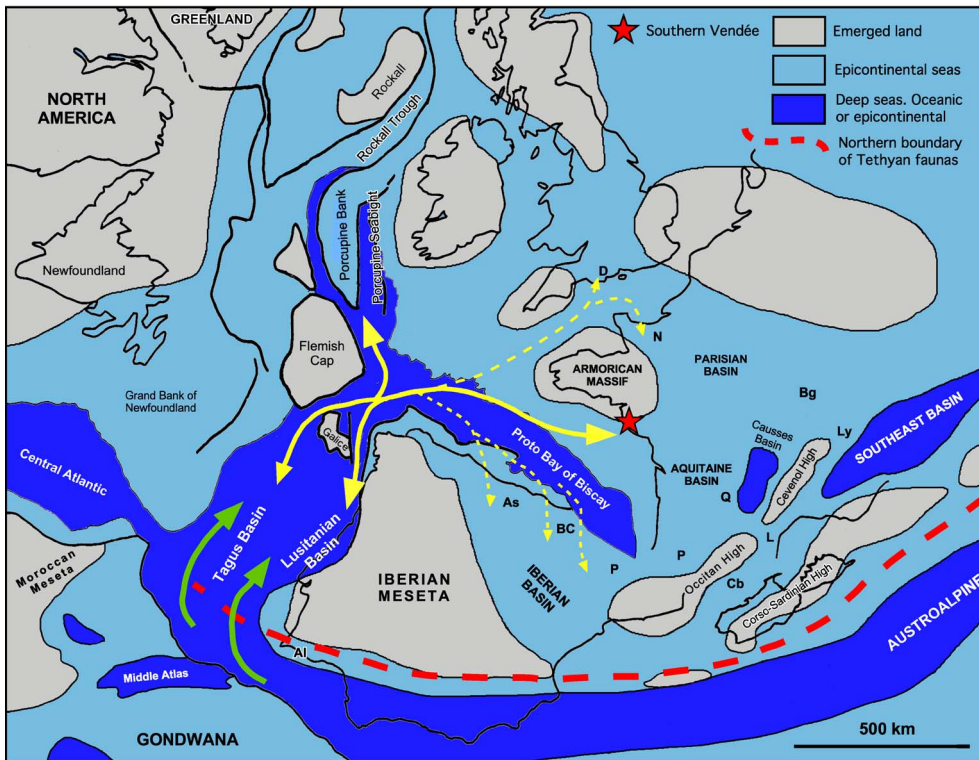 GREENLAND
Southern Vendée
Emerged land
Epicontinental seas
Deep seas. Oceanic
or epicontinental
Northern boundary
of Tethyan faunas
NORTH
AMERICA
Rockall
Rockall Trough
Porcupine Bank
Porcupine Seabight
Newfoundland
D
N
Flemish
Cap
ARMORICAN
MASSIF
PARISIAN
BASIN
Grand Bank of
Newfoundland
Bg
Galice
Proto Bay of Biscay
Causses
Basin
Ly
SOUTHEAST BASIN
Central Atlantic
AQUITAINE
BASIN
Cevenol High
Q
As
BC
L
Tagus Basin
Lusitanian
Basin
P
P
Moroccan
Meseta
IBERIAN
MESETA
IBERIAN
BASIN
Occitan High
Cb
Corso-Sardinian High
AUSTROALPINE
Al
Middle Atlas
GONDWANA
500 km